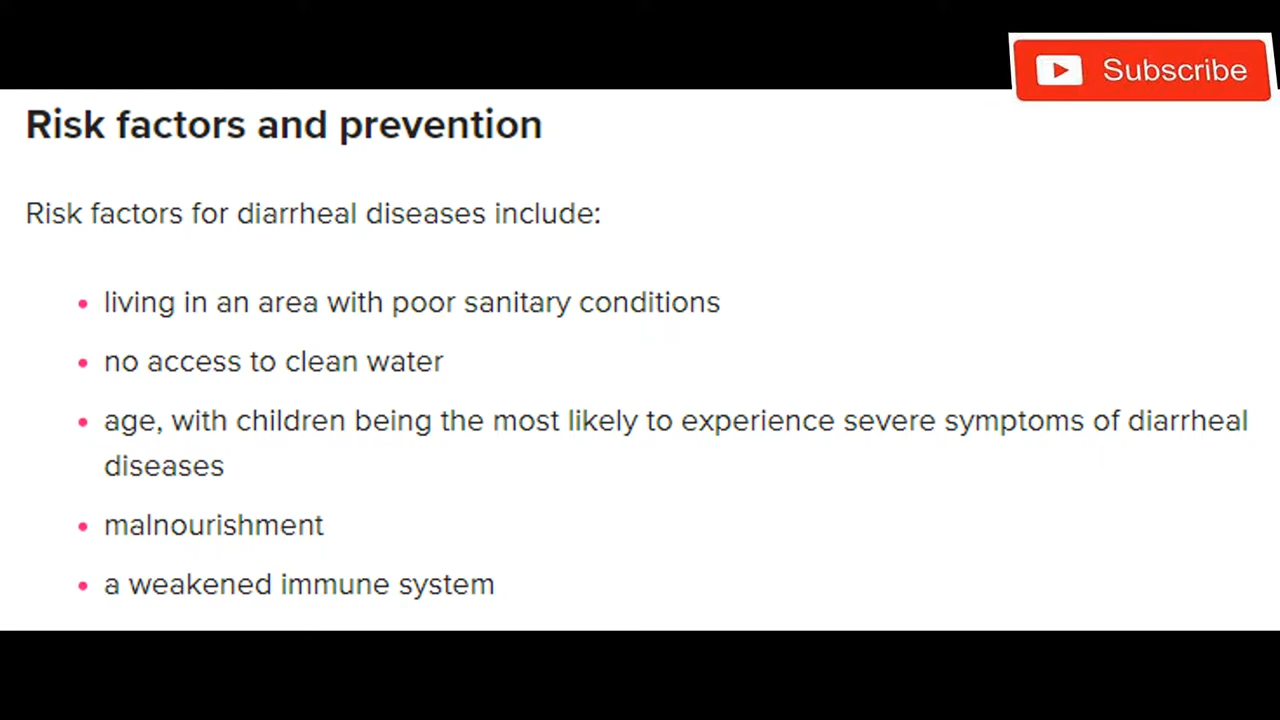 Subscribe
Risk factors and prevention
Risk factors for diarrheal diseases include:
• living in an area with poor sanitary conditions
• no access to clean water
• age, with children being the most likely to experience severe symptoms of diarrheal
diseases
• malnourishment
• a weakened immune system